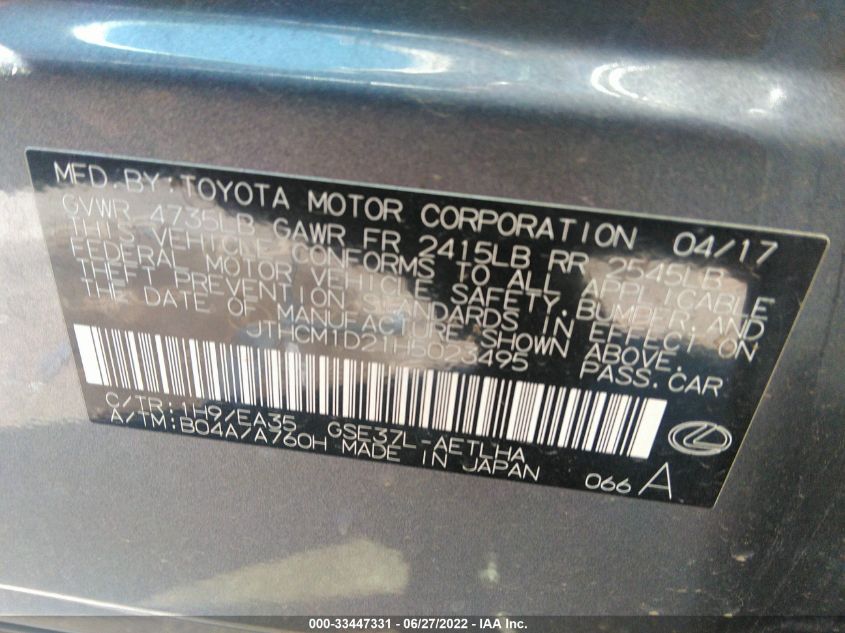 MFD.BY:TOYOTA MOTOR CORPORATION 04/17
GVWR 4735LB GAWR FR 2415LB RR 2545LB
THIS VEHICLE CONFORMS TO ALL APPLICABLE
FEDERAL MOTOR VEHICLE SAFETY,BUMPER,AND
THEFT PREVENTION STANDARDS IN EFFECT ON
THE DATE OF MANUFACTURE SHOWN ABOVE.
JTHCM1D21H5023495 PASS.CAR
C/TR:1H9/EA35 GSE37L-AETLHA
A/TM:B04A/A760H MADE IN JAPAN 066 A
000-33447331 - 06/27/2022 - IAA Inc.